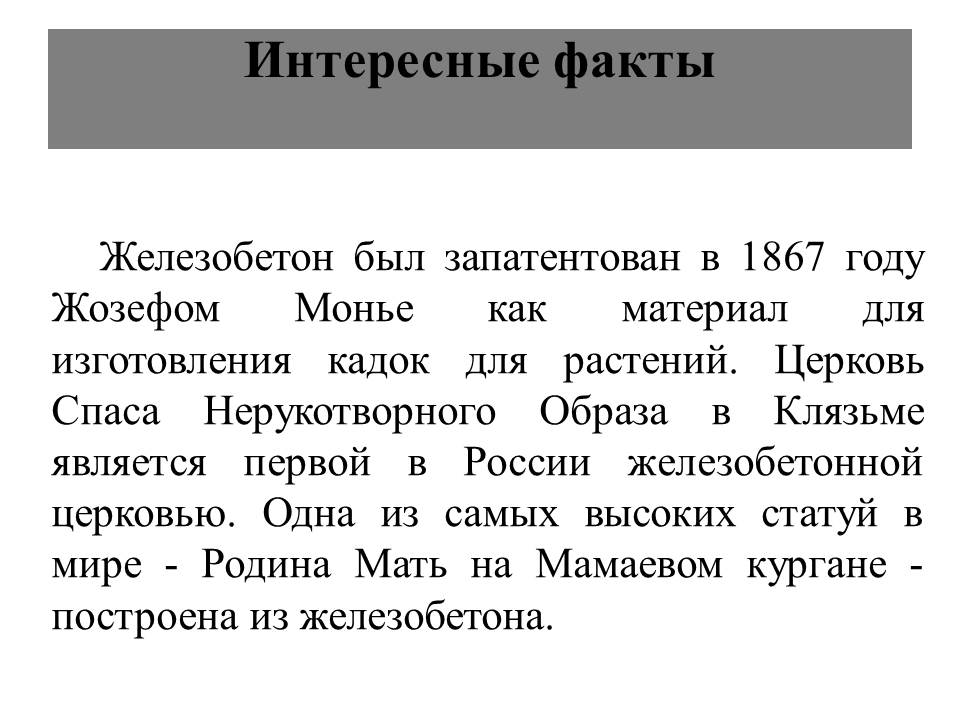 Интересные факты
Железобетон был запатентован в 1867 году
Жозефом Монье как материал для
изготовления кадок для растений. Церковь
Спаса Нерукотворного Образа в Клязьме
является первой в России железобетонной
церковью. Одна из самых высоких статуй в
мире - Родина Мать на Мамаевом кургане -
построена из железобетона.